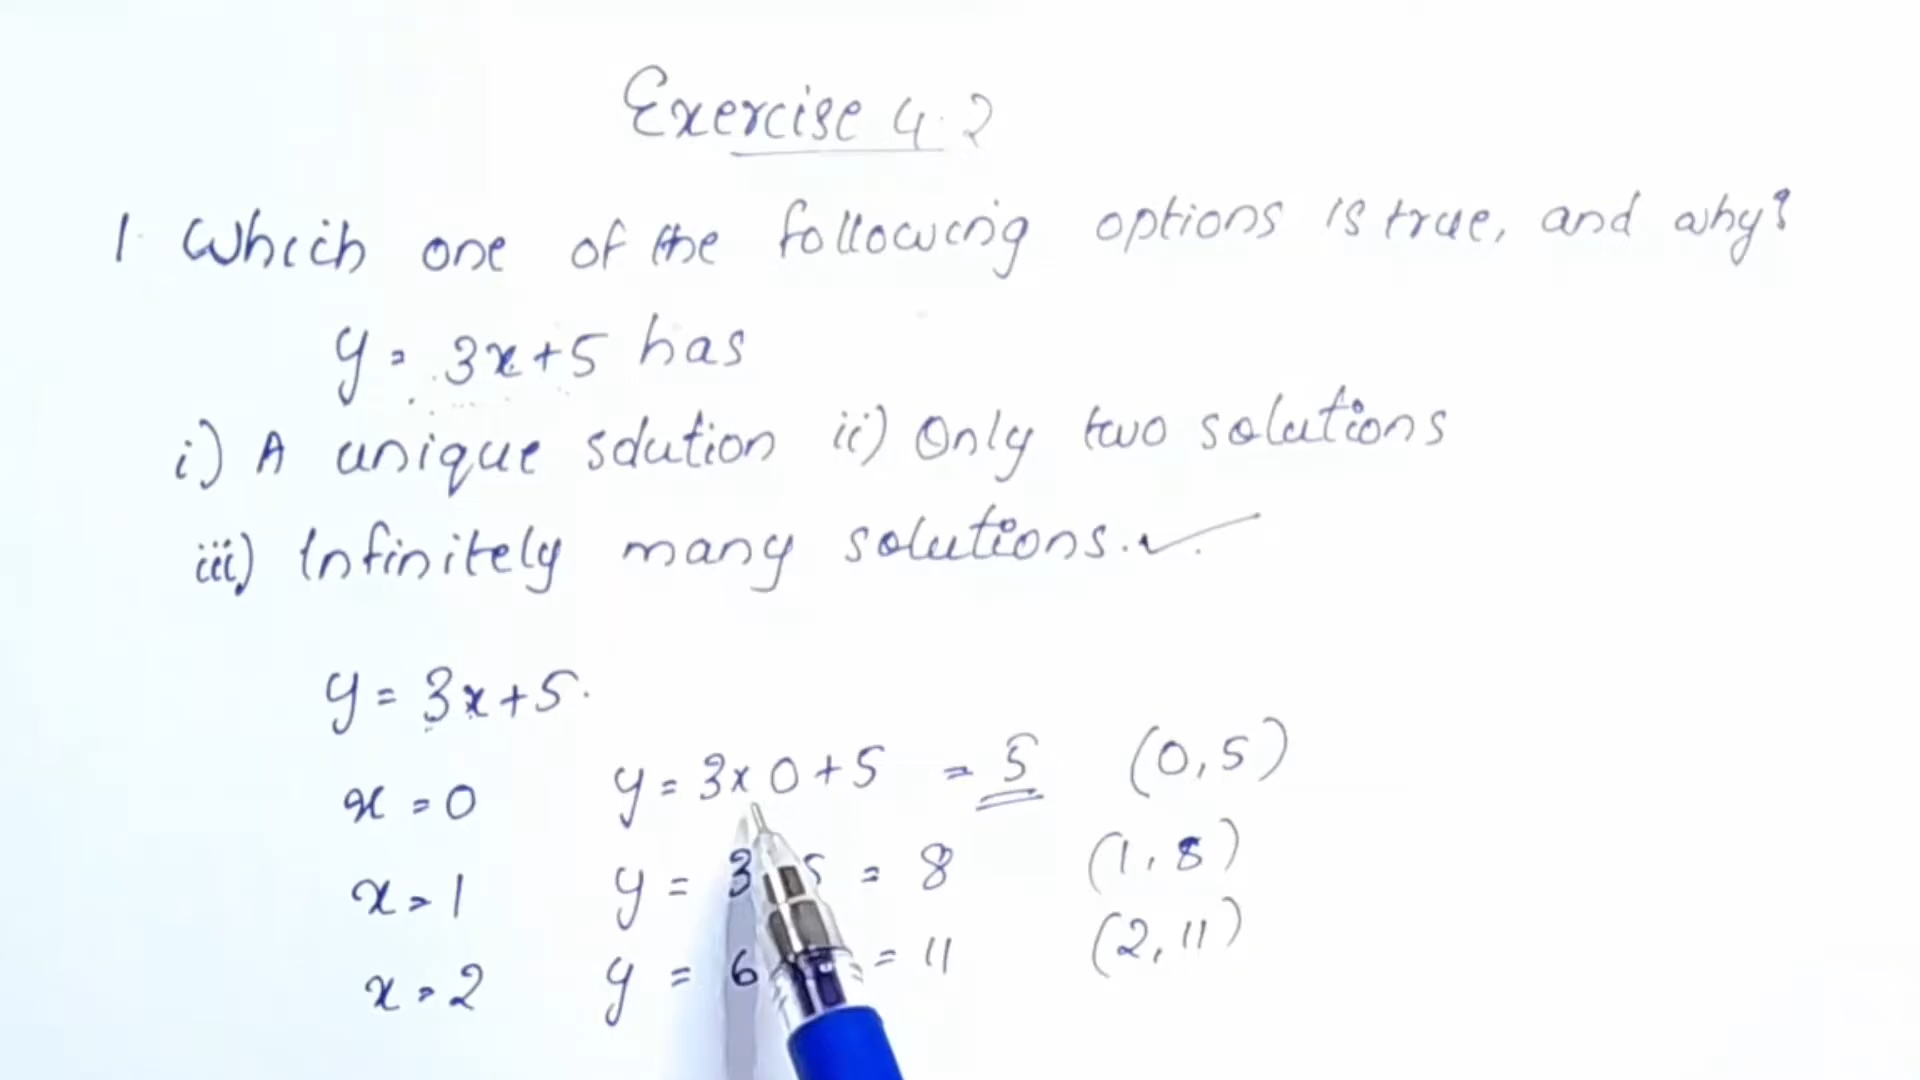 Exercise 4.2
1. Which one of the following options is true, and why?
y = 3x+5 has
i) A unique solution ii) Only two solutions
iii) Infinitely many solutions. ✓
y = 3x+5.
x = 0 y = 3x0+5 = 5 (0,5)
x = 1 y = 3 5 = 8 (1,8)
x = 2 y = 6 = 11 (2,11)